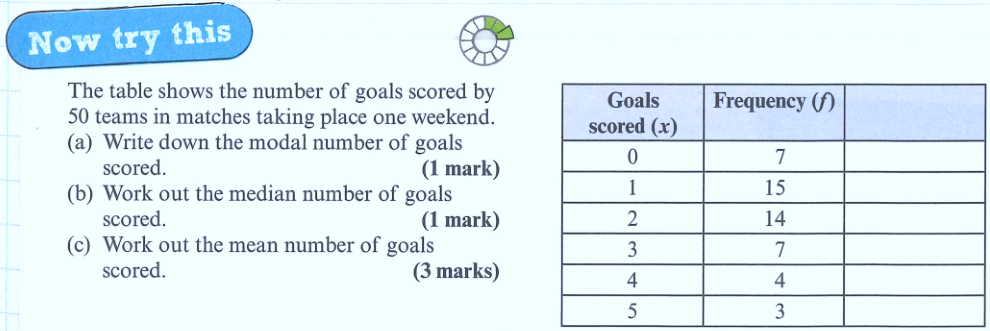 Now try this
The table shows the number of goals scored by
50 teams in matches taking place one weekend.
(a) Write down the modal number of goals
scored. (1 mark)
(b) Work out the median number of goals
scored. (1 mark)
(c) Work out the mean number of goals
scored. (3 marks)
Goals scored (x) Frequency (f)
0 7
1 15
2 14
3 7
4 4
5 3